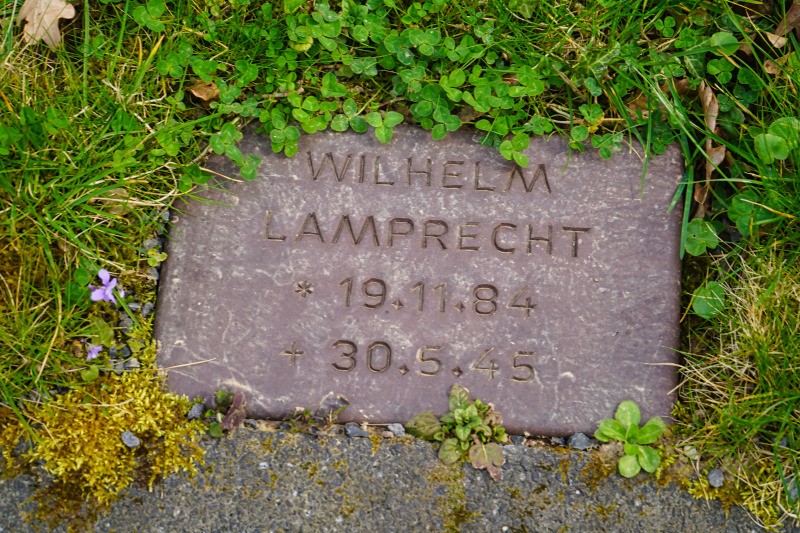 WILHELM
LAMPRECHT
* 19.11.84
† 30.5.45